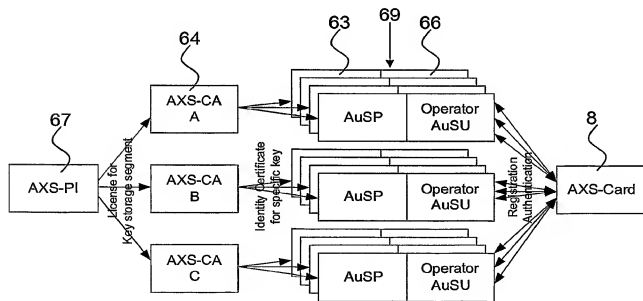 69
64
63
66
AXS-CA
A
AuSP
Operator
AuSU
67
8
AXS-PI
License for
Key storage segment
AXS-CA
B
Identity Certificate
for specific key
AuSP
Operator
AuSU
Registration
Authentication
AXS-Card
AXS-CA
C
AuSP
Operator
AuSU